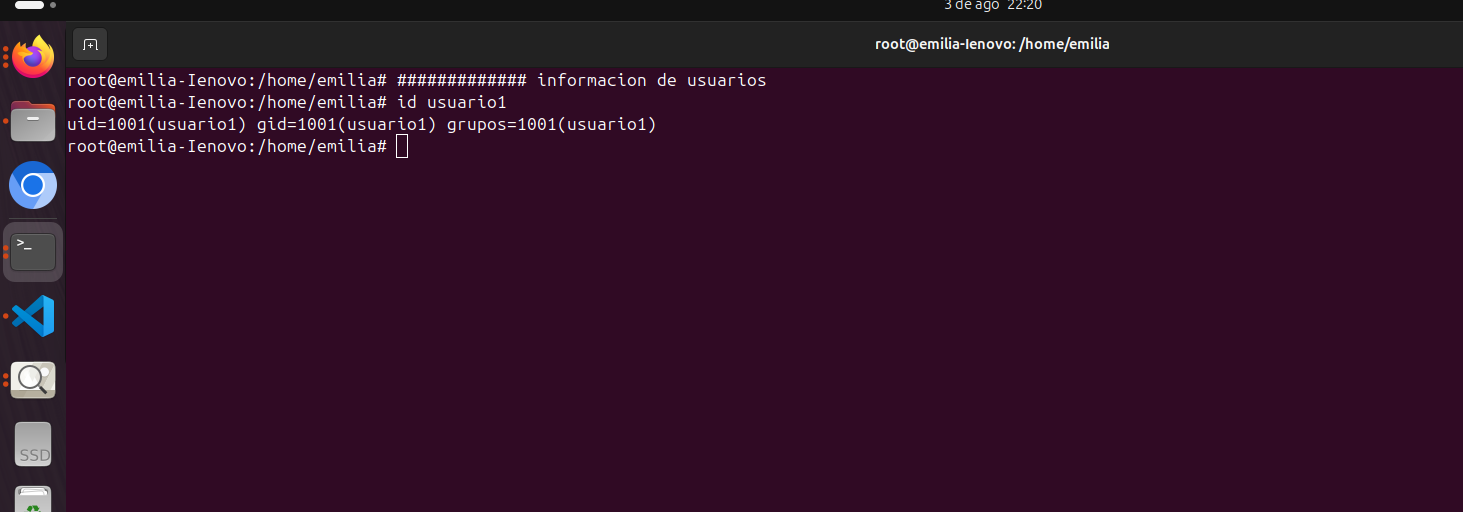 3 de ago 22:20
root@emilia-Ienovo: /home/emilia
root@emilia-Ienovo:/home/emilia# ############# informacion de usuarios
root@emilia-Ienovo:/home/emilia# id usuario1
uid=1001(usuario1) gid=1001(usuario1) grupos=1001(usuario1)
root@emilia-Ienovo:/home/emilia#
>_
SSD